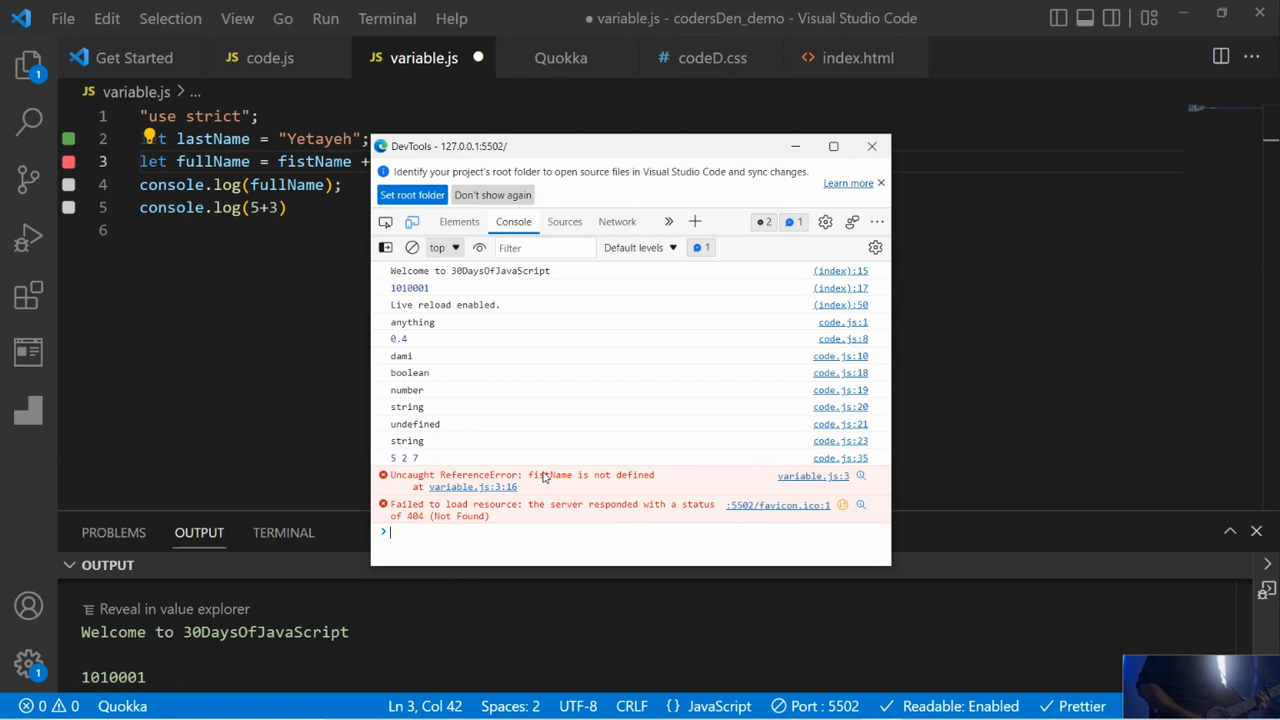 File Edit Selection View Go Run Terminal Help
● variable.js - codersDen_demo - Visual Studio Code
1
Get Started
JS code.js
JS variable.js
Quokka
# codeD.css
<> index.html
JS variable.js > ...
1 "use strict";
2 let lastName = "Yetayeh";
3 let fullName = fistName +
4 console.log(fullName);
5 console.log(5+3)
6
DevTools - 127.0.0.1:5502/
Identify your project's root folder to open source files in Visual Studio Code and sync changes.
Learn more
Set root folder Don't show again
Elements Console Sources Network » 2 1
top Filter Default levels 1
Welcome to 30DaysOfJavaScript (index):15
1010001 (index):17
Live reload enabled. (index):50
anything code.js:1
0.4 code.js:8
dami code.js:10
boolean code.js:18
number code.js:19
string code.js:20
undefined code.js:21
string code.js:23
5 2 7 code.js:35
Uncaught ReferenceError: fistName is not defined variable.js:3
at variable.js:3:16
Failed to load resource: the server responded with a status :5502/favicon.ico:1
of 404 (Not Found)
>
PROBLEMS OUTPUT TERMINAL
OUTPUT
Reveal in value explorer
Welcome to 30DaysOfJavaScript
1010001
1
0 0 Quokka Ln 3, Col 42 Spaces: 2 UTF-8 CRLF {} JavaScript Port : 5502 Readable: Enabled Prettier